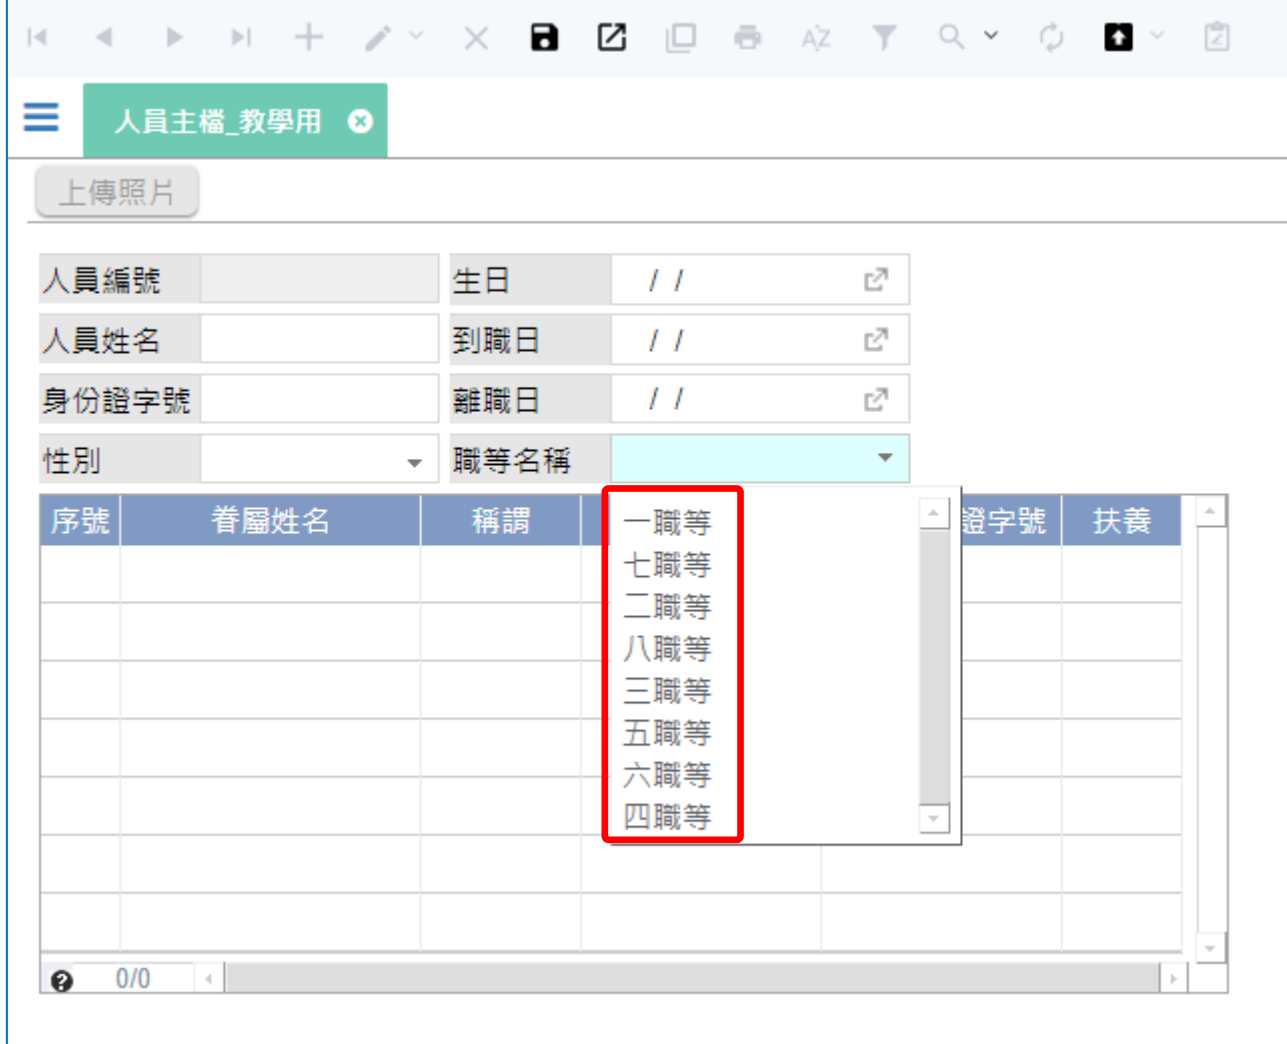 AZ
人員主檔_教學用
上傳照片
人員編號 生日 / /
人員姓名 到職日 / /
身份證字號 離職日 / /
性別 職等名稱
序號 眷屬姓名 稱謂 證字號 扶養
一職等
七職等
二職等
八職等
三職等
五職等
六職等
四職等
0/0